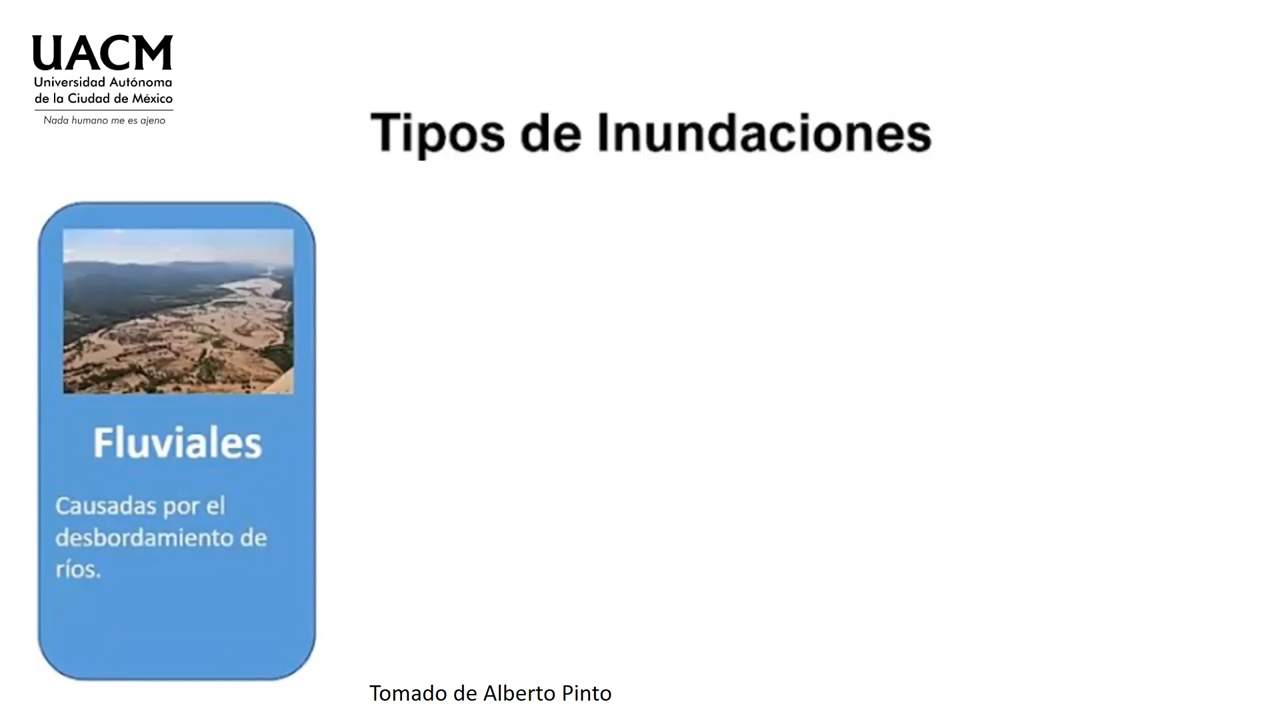 UACM
Universidad Autónoma
de la Ciudad de México
Nada humano me es ajeno
Tipos de Inundaciones
Fluviales
Causadas por el
desbordamiento de
ríos.
Tomado de Alberto Pinto